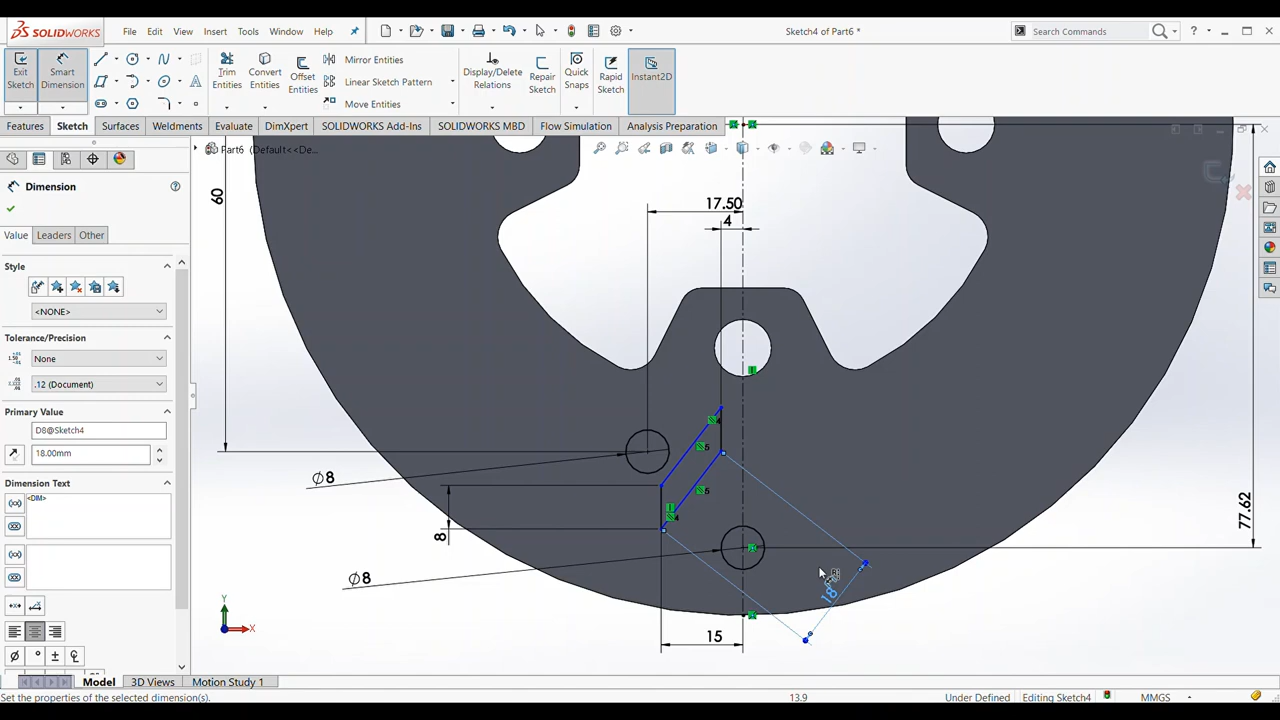 SOLIDWORKS
File Edit View Insert Tools Window Help
Sketch4 of Part6 *
Search Commands
Exit Sketch
Smart Dimension
Trim Entities
Convert Entities
Offset Entities
Mirror Entities
Linear Sketch Pattern
Move Entities
Display/Delete Relations
Repair Sketch
Quick Snaps
Rapid Sketch
Instant2D
Features Sketch Surfaces Weldments Evaluate DimXpert SOLIDWORKS Add-Ins SOLIDWORKS MBD Flow Simulation Analysis Preparation
Part6 (Default<<De...
Dimension
Value Leaders Other
Style
<NONE>
Tolerance/Precision
None
.12 (Document)
Primary Value
D8@Sketch4
18.00mm
Dimension Text
<DIM>
60
17.50
4
Ø8
8
Ø8
15
18
77.62
Y
X
Model 3D Views Motion Study 1
Set the properties of the selected dimension(s).
13.9
Under Defined
Editing Sketch4
MMGS